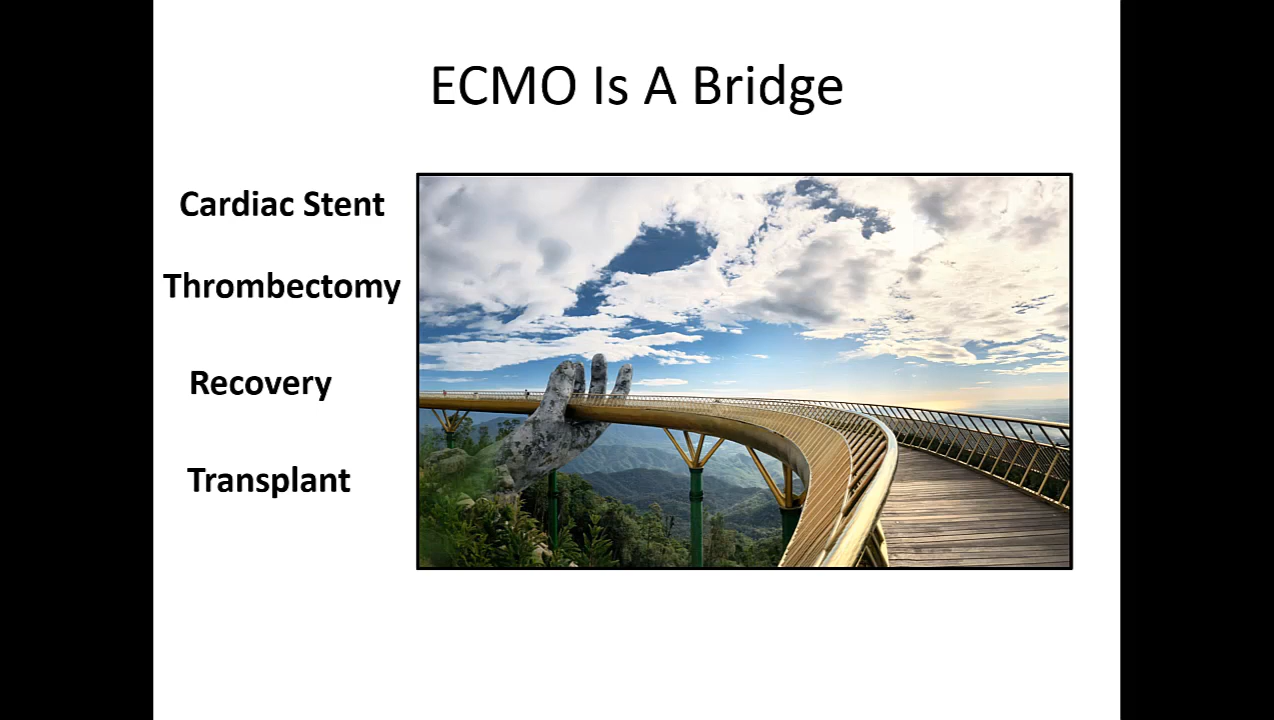 ECMO Is A Bridge
Cardiac Stent
Thrombectomy
Recovery
Transplant